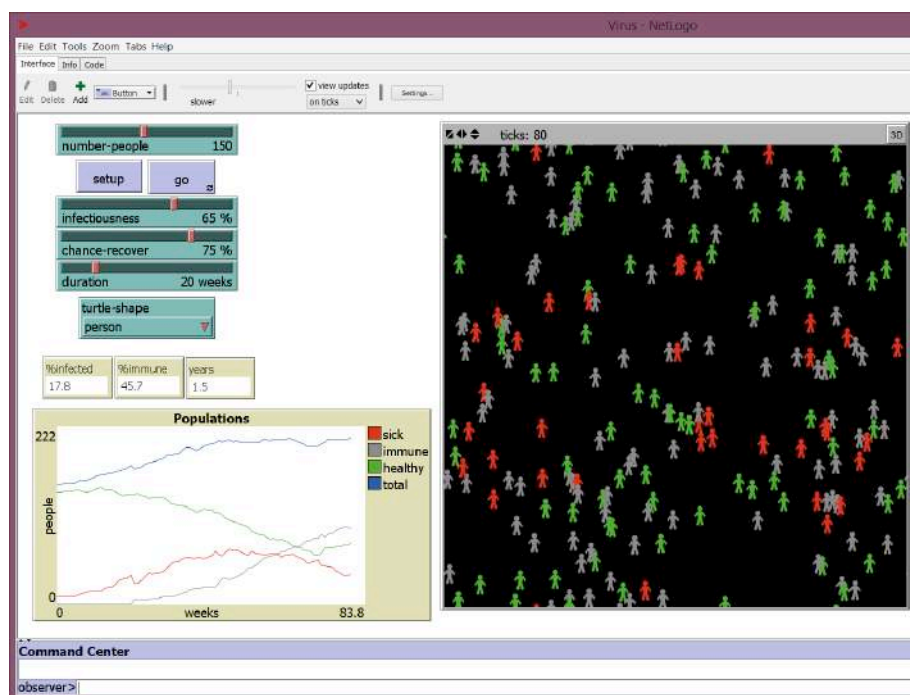 Virus - NetLogo
File Edit Tools Zoom Tabs Help
Interface Info Code
Edit Delete Add Button slower view updates on ticks Settings...
ticks: 80 3D
number-people 150
setup go
infectiousness 65 %
chance-recover 75 %
duration 20 weeks
turtle-shape
person
%infected %immune years
17.8 45.7 1.5
Populations
222
people
0
0 weeks 83.8
sick
immune
healthy
total
Command Center
observer>